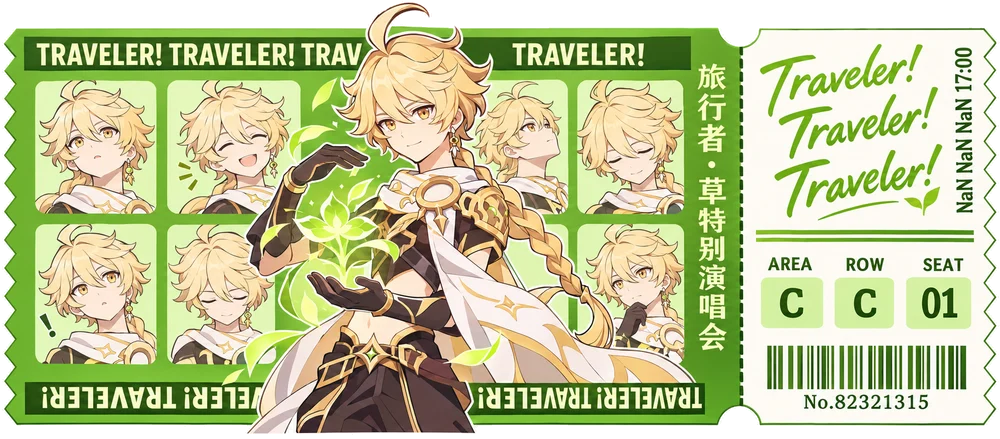 TRAVELER! TRAVELER! TRAV
TRAVELER!
旅行者·草特别演唱会
!
TRAVELER! TRAVELER!
TRAVELER! TRAVELER!
Traveler!
Traveler!
Traveler!
NaN NaN NaN 17:00
AREA ROW SEAT
C C 01
No.82321315